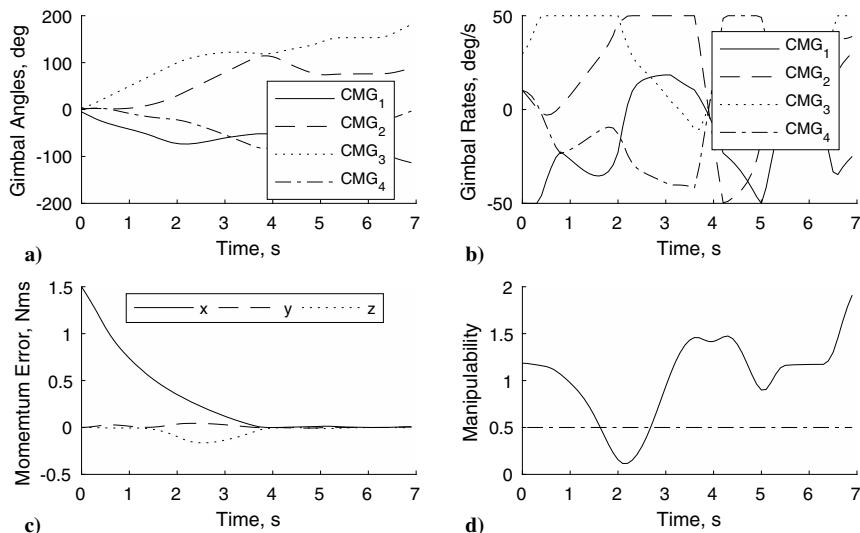 200
100
0
-100
-200
Gimbal Angles, deg
CMG1
CMG2
CMG3
CMG4
0 1 2 3 4 5 6 7
Time, s
a)
50
0
-50
Gimbal Rates, deg/s
CMG1
CMG2
CMG3
CMG4
0 1 2 3 4 5 6 7
Time, s
b)
1.5
1
0.5
0
-0.5
Momemtum Error, Nms
x y z
0 1 2 3 4 5 6 7
Time, s
c)
2
1.5
1
0.5
0
Manipulability
0 1 2 3 4 5 6 7
Time, s
d)